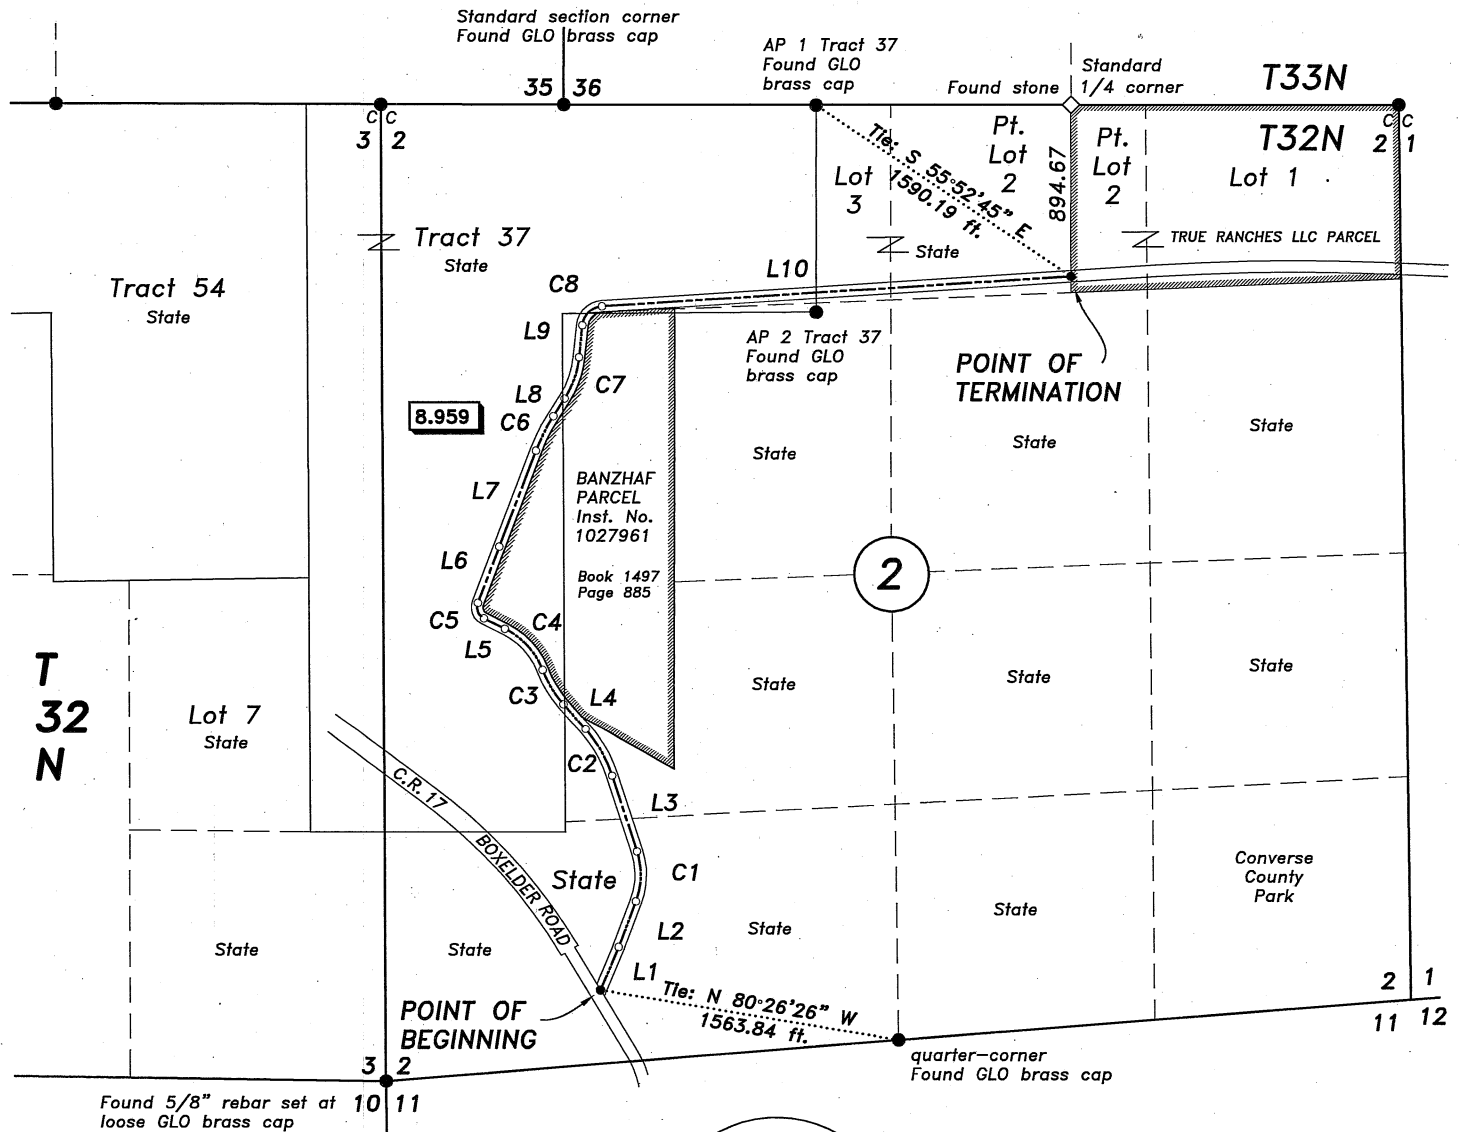 Standard section corner
Found GLO brass cap
35 36
AP 1 Tract 37
Found GLO
brass cap
Found stone
Standard
1/4 corner
T33N
C C
3 2
C C
2 1
T32N
Pt.
Lot
2
Pt.
Lot
2
Lot 1
Lot
3
Tie: S 55°52'45" E
1590.19 ft.
894.67
Tract 37
State
State
TRUE RANCHES LLC PARCEL
Tract 54
State
L10
C8
L9
AP 2 Tract 37
Found GLO
brass cap
POINT OF
TERMINATION
C7
L8
C6
8.959
State
State
State
BANZHAF
PARCEL
Inst. No.
1027961
Book 1497
Page 885
L7
L6
2
C5
C4
L5
T
32
N
Lot 7
State
C3
L4
State
State
State
C2
L3
C.R. 17
BOXELDER ROAD
State
C1
Converse
County
Park
State
State
L2
State
State
L1
Tie: N 80°26'26" W
1563.84 ft.
POINT OF
BEGINNING
2 1
11 12
3 2
10 11
quarter-corner
Found GLO brass cap
Found 5/8" rebar set at
loose GLO brass cap